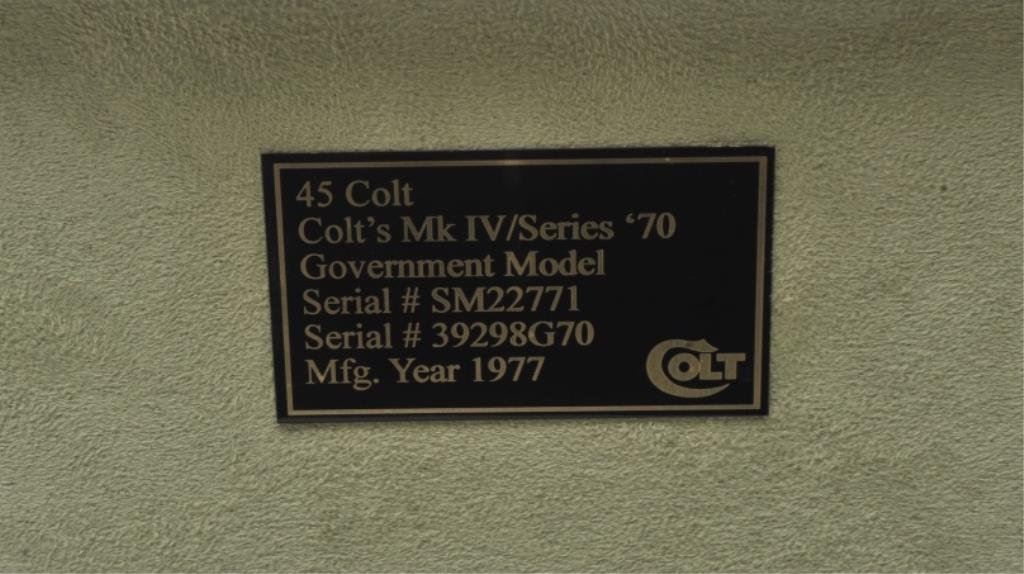 45 Colt
Colt's Mk IV/Series ‘70
Government Model
Serial # SM22771
Serial # 39298G70
Mfg. Year 1977
COLT